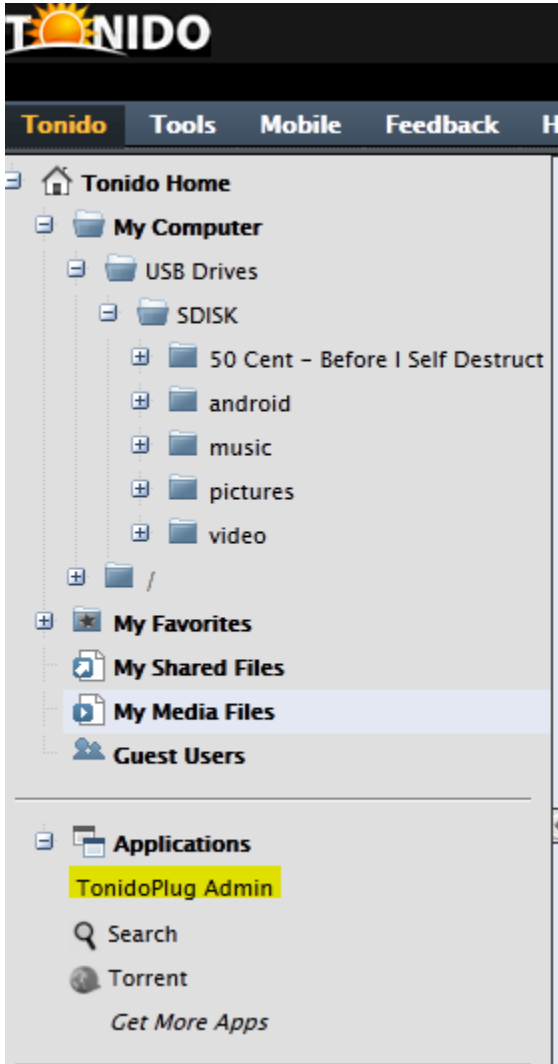 TONIDO
Tonido Tools Mobile Feedback H
Tonido Home
My Computer
USB Drives
SDISK
50 Cent - Before I Self Destruct
android
music
pictures
video
/
My Favorites
My Shared Files
My Media Files
Guest Users
Applications
TonidoPlug Admin
Search
Torrent
Get More Apps